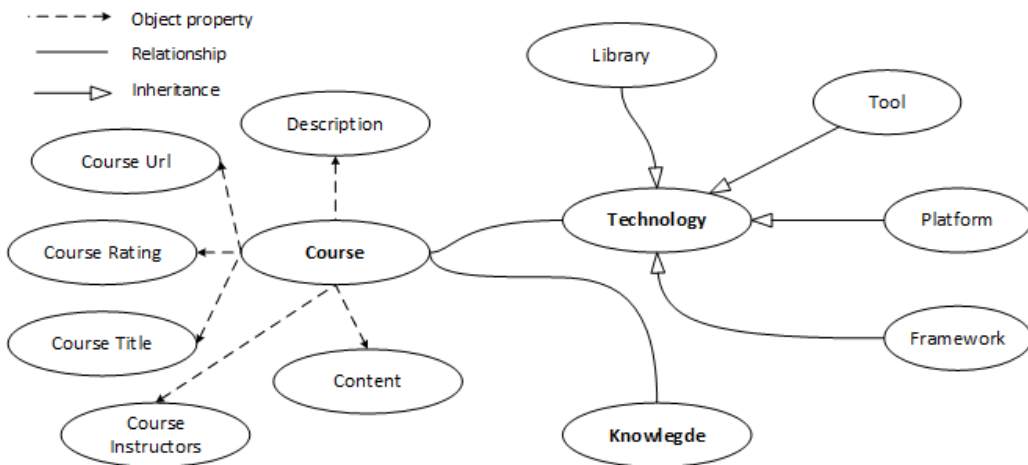 Object property
Relationship
Inheritance
Library
Tool
Description
Course Url
Technology
Platform
Course Rating
Course
Course Title
Framework
Content
Course
Instructors
Knowlegde